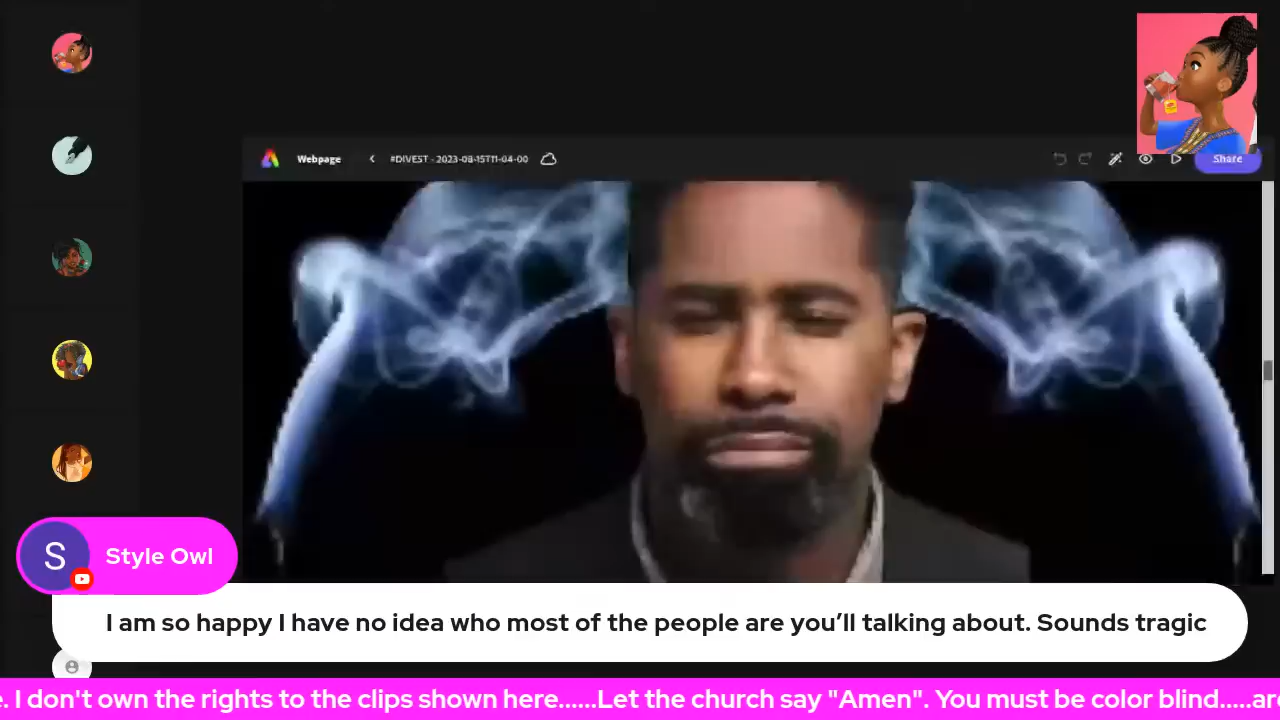 Webpage
#DIVEST - 2023-08-15T11-04-00
Share
S
Style Owl
I am so happy I have no idea who most of the people are you’ll talking about. Sounds tragic
e. I don't own the rights to the clips shown here......Let the church say "Amen". You must be color blind.....are